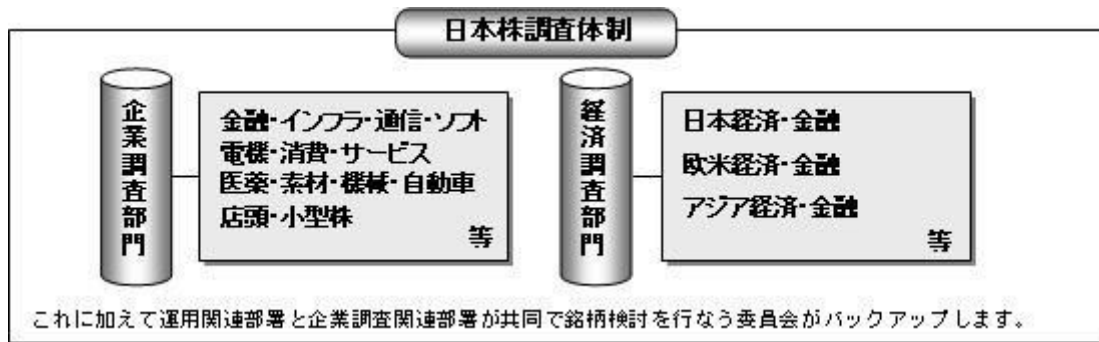 日本株調査体制
企業調査部門
金融・インフラ・通信・ソフト
電機・消費・サービス
医薬・素材・機械・自動車
店頭・小型株
等
経済調査部門
日本経済・金融
欧米経済・金融
アジア経済・金融
等
これに加えて運用関連部署と企業調査関連部署が共同で銘柄検討を行なう委員会がバックアップします。